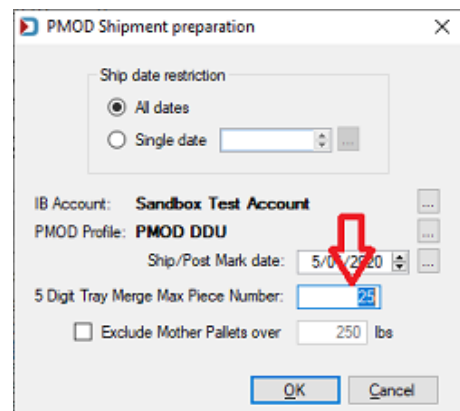 PMOD Shipment preparation
Ship date restriction
All dates
Single date
...
IB Account: Sandbox Test Account ...
PMOD Profile: PMOD DDU ...
Ship/Post Mark date: ...
5 Digit Tray Merge Max Piece Number: 25
Exclude Mother Pallets over 250 lbs
OK Cancel